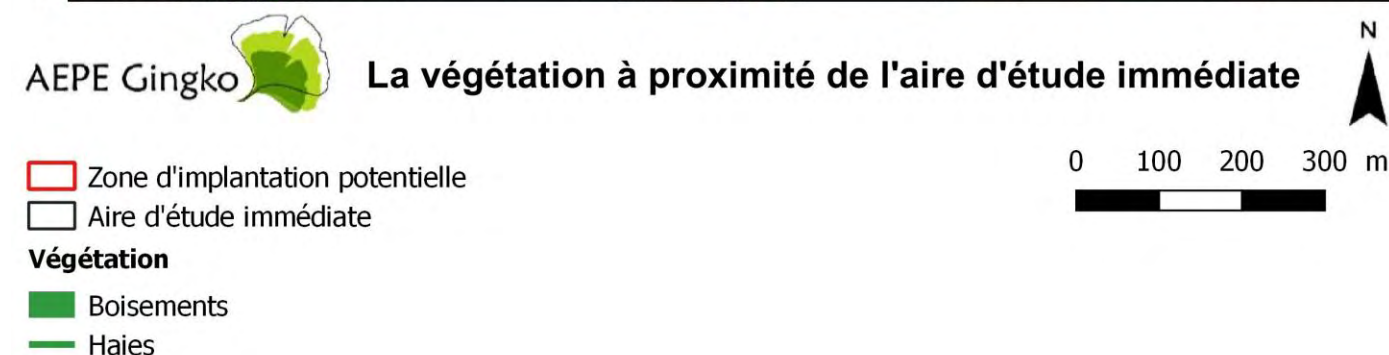 N
AEPE Gingko
La végétation à proximité de l'aire d'étude immédiate
0 100 200 300 m
Zone d'implantation potentielle
Aire d'étude immédiate
Végétation
Boisements
Haies